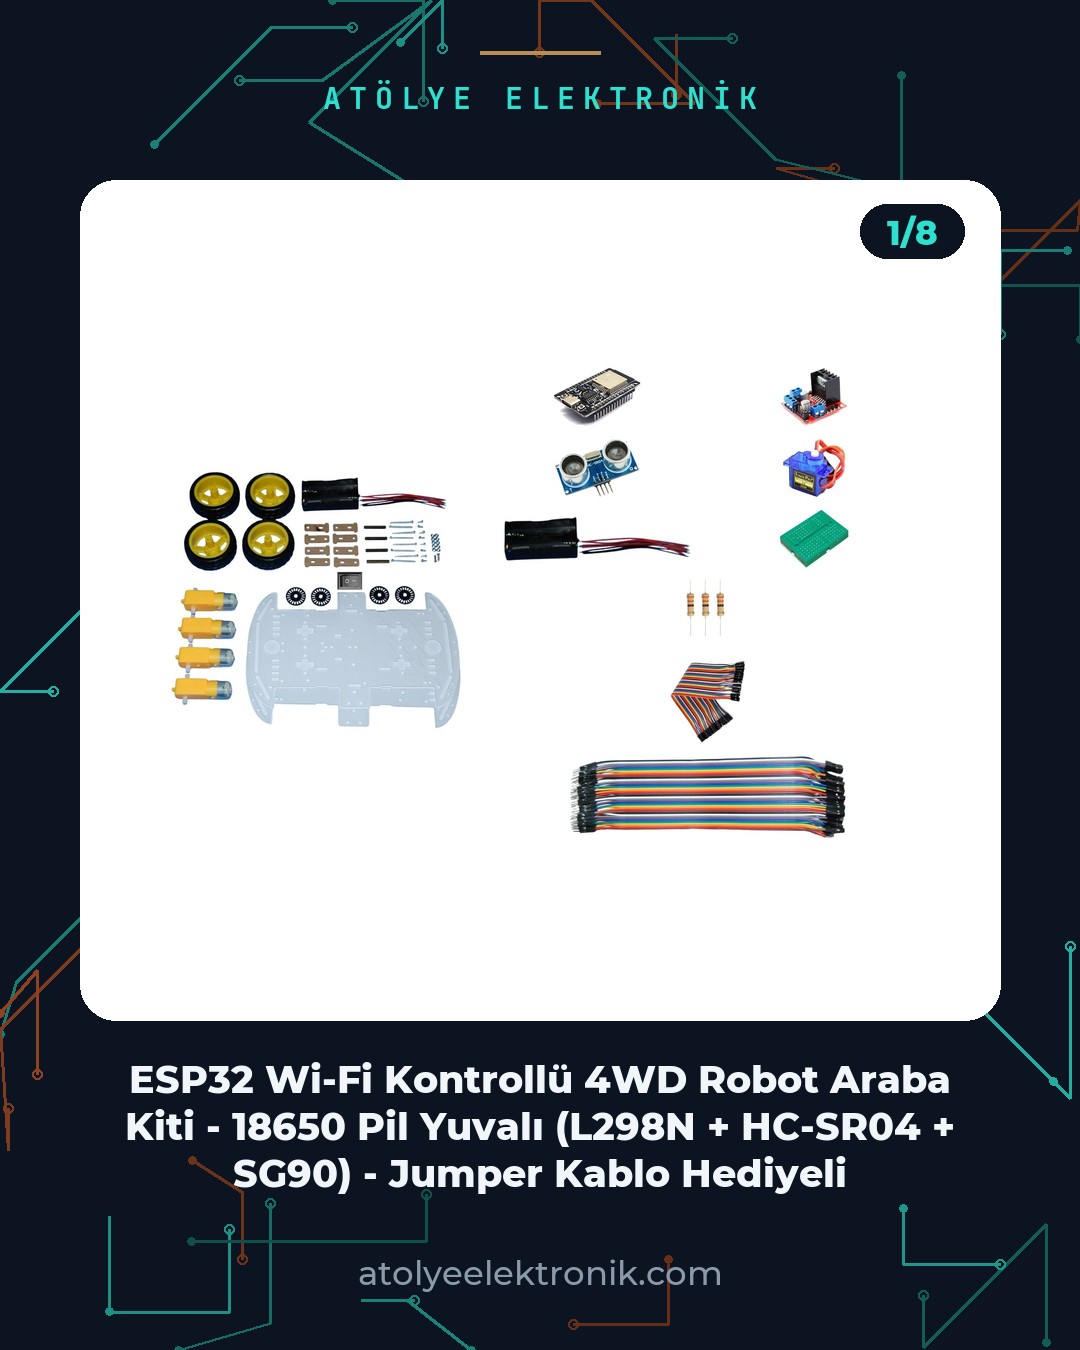 ATÖLYE ELEKTRONİK
1/8
ESP32 Wi-Fi Kontrollü 4WD Robot Araba
Kiti - 18650 Pil Yuvalı (L298N + HC-SR04 +
SG90) - Jumper Kablo Hediyeli
atolyeelektronik.com